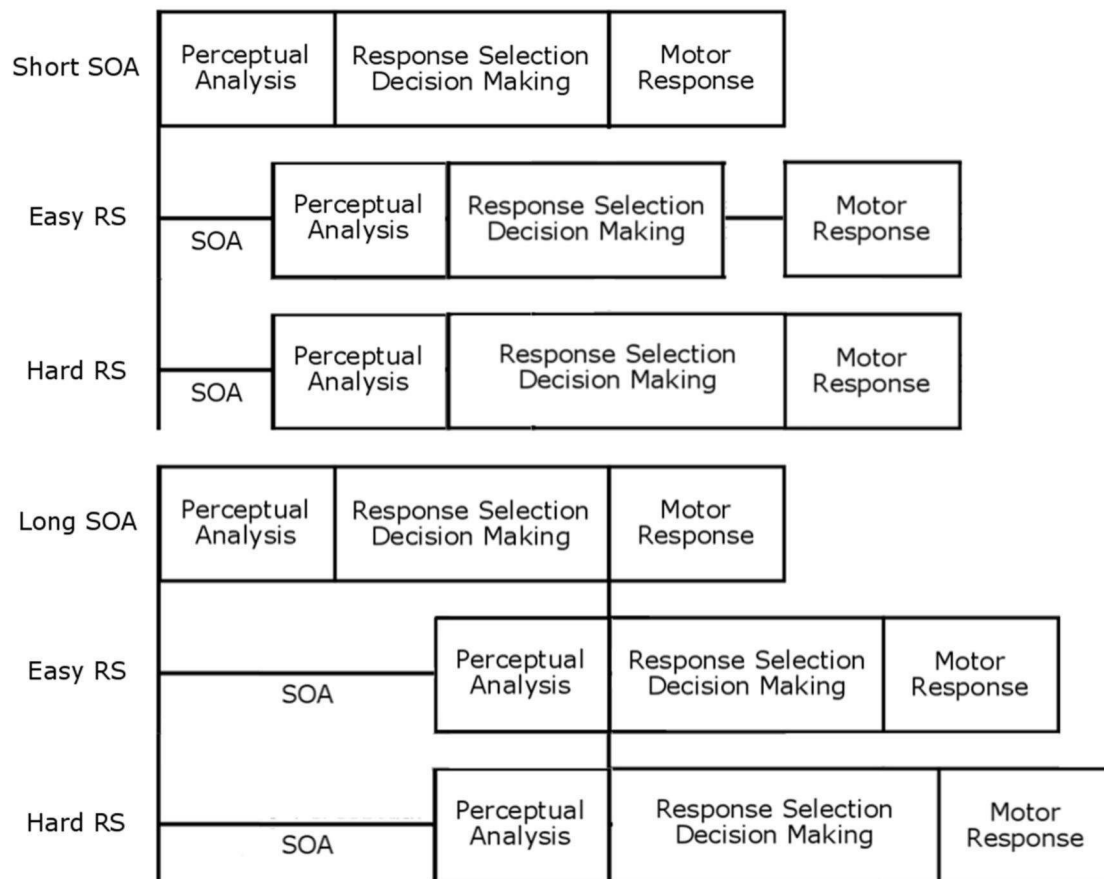 Short SOA
Perceptual
Analysis
Response Selection
Decision Making
Motor
Response
Easy RS
SOA
Perceptual
Analysis
Response Selection
Decision Making
Motor
Response
Hard RS
SOA
Perceptual
Analysis
Response Selection
Decision Making
Motor
Response
Long SOA
Perceptual
Analysis
Response Selection
Decision Making
Motor
Response
Easy RS
SOA
Perceptual
Analysis
Response Selection
Decision Making
Motor
Response
Hard RS
SOA
Perceptual
Analysis
Response Selection
Decision Making
Motor
Response